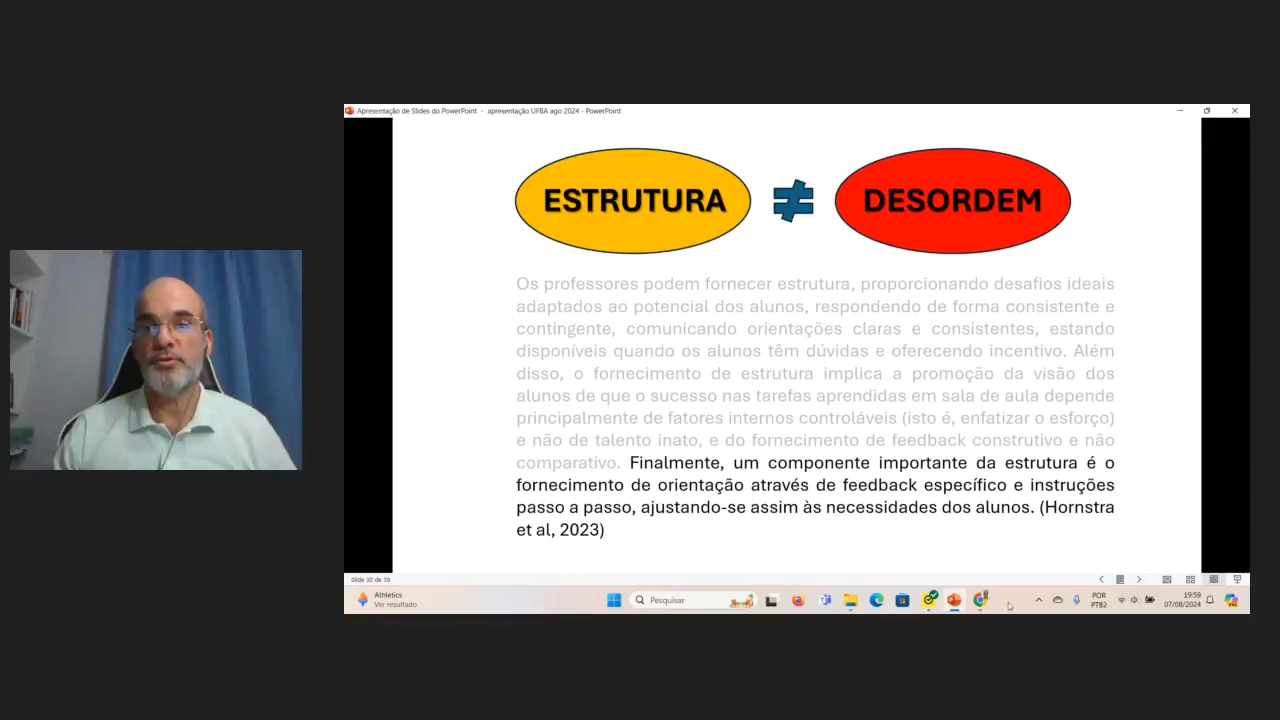 Apresentação de Slides do PowerPoint - apresentação UFBA ago 2024 - PowerPoint
ESTRUTURA ≠ DESORDEM
Os professores podem fornecer estrutura, proporcionando desafios ideais
adaptados ao potencial dos alunos, respondendo de forma consistente e
contingente, comunicando orientações claras e consistentes, estando
disponíveis quando os alunos têm dúvidas e oferecendo incentivo. Além
disso, o fornecimento de estrutura implica a promoção da visão dos
alunos de que o sucesso nas tarefas aprendidas em sala de aula depende
principalmente de fatores internos controláveis (isto é, enfatizar o esforço)
e não de talento inato, e do fornecimento de feedback construtivo e não
comparativo. Finalmente, um componente importante da estrutura é o
fornecimento de orientação através de feedback específico e instruções
passo a passo, ajustando-se assim às necessidades dos alunos. (Hornstra
et al, 2023)
Slide 30 de 59
Athletics
Ver resultado
Pesquisar
POR
PTB2
19:59
07/08/2024